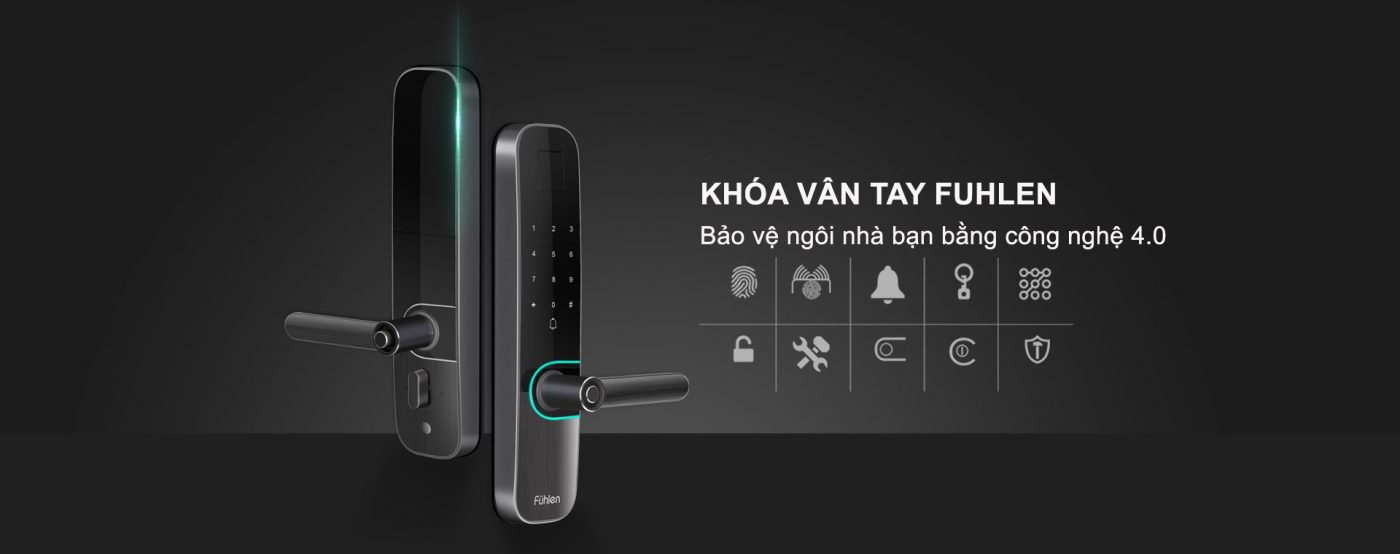 KHÓA VÂN TAY FUHLEN
Bảo vệ ngôi nhà bạn bằng công nghệ 4.0
1 2 3
4 5 6
7 8 9
* 0 #
Fühlen